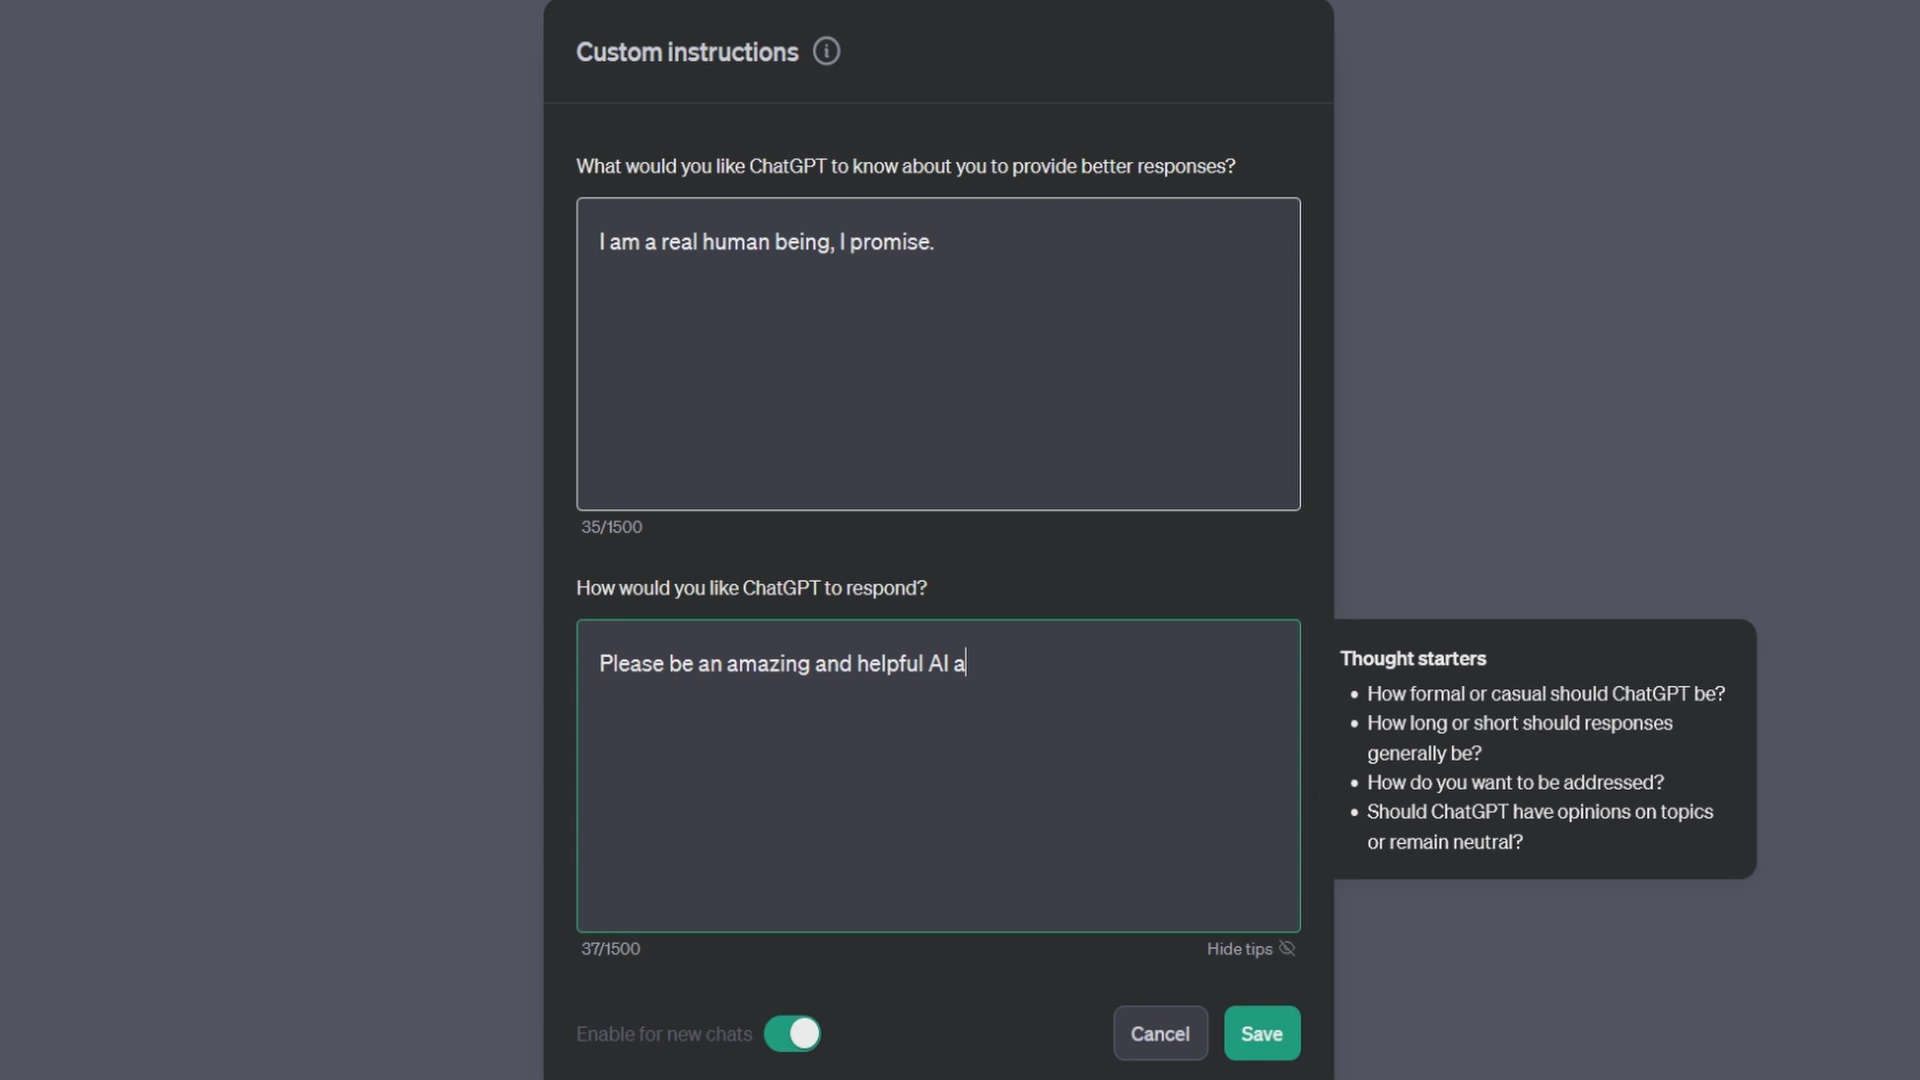 Custom instructions
What would you like ChatGPT to know about you to provide better responses?
I am a real human being, I promise.
35/1500
How would you like ChatGPT to respond?
Please be an amazing and helpful AI a
Thought starters
• How formal or casual should ChatGPT be?
• How long or short should responses
generally be?
• How do you want to be addressed?
• Should ChatGPT have opinions on topics
or remain neutral?
37/1500
Hide tips
Enable for new chats
Cancel
Save